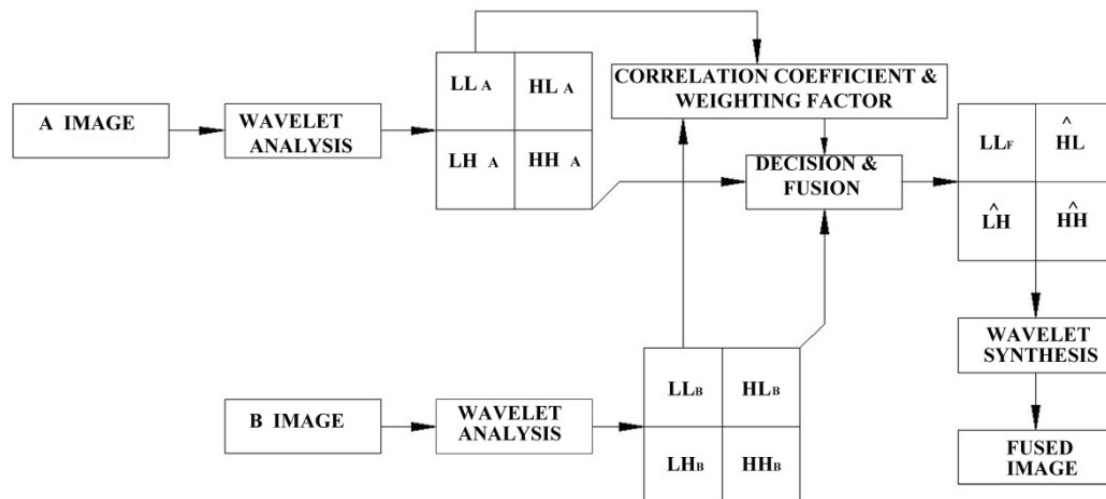 A IMAGE
WAVELET
ANALYSIS
LL A
HL A
LH A
HH A
CORRELATION COEFFICIENT &
WEIGHTING FACTOR
DECISION &
FUSION
LLF
^
HL
^
LH
^
HH
B IMAGE
WAVELET
ANALYSIS
LLB
HLB
LHB
HHB
WAVELET
SYNTHESIS
FUSED
IMAGE